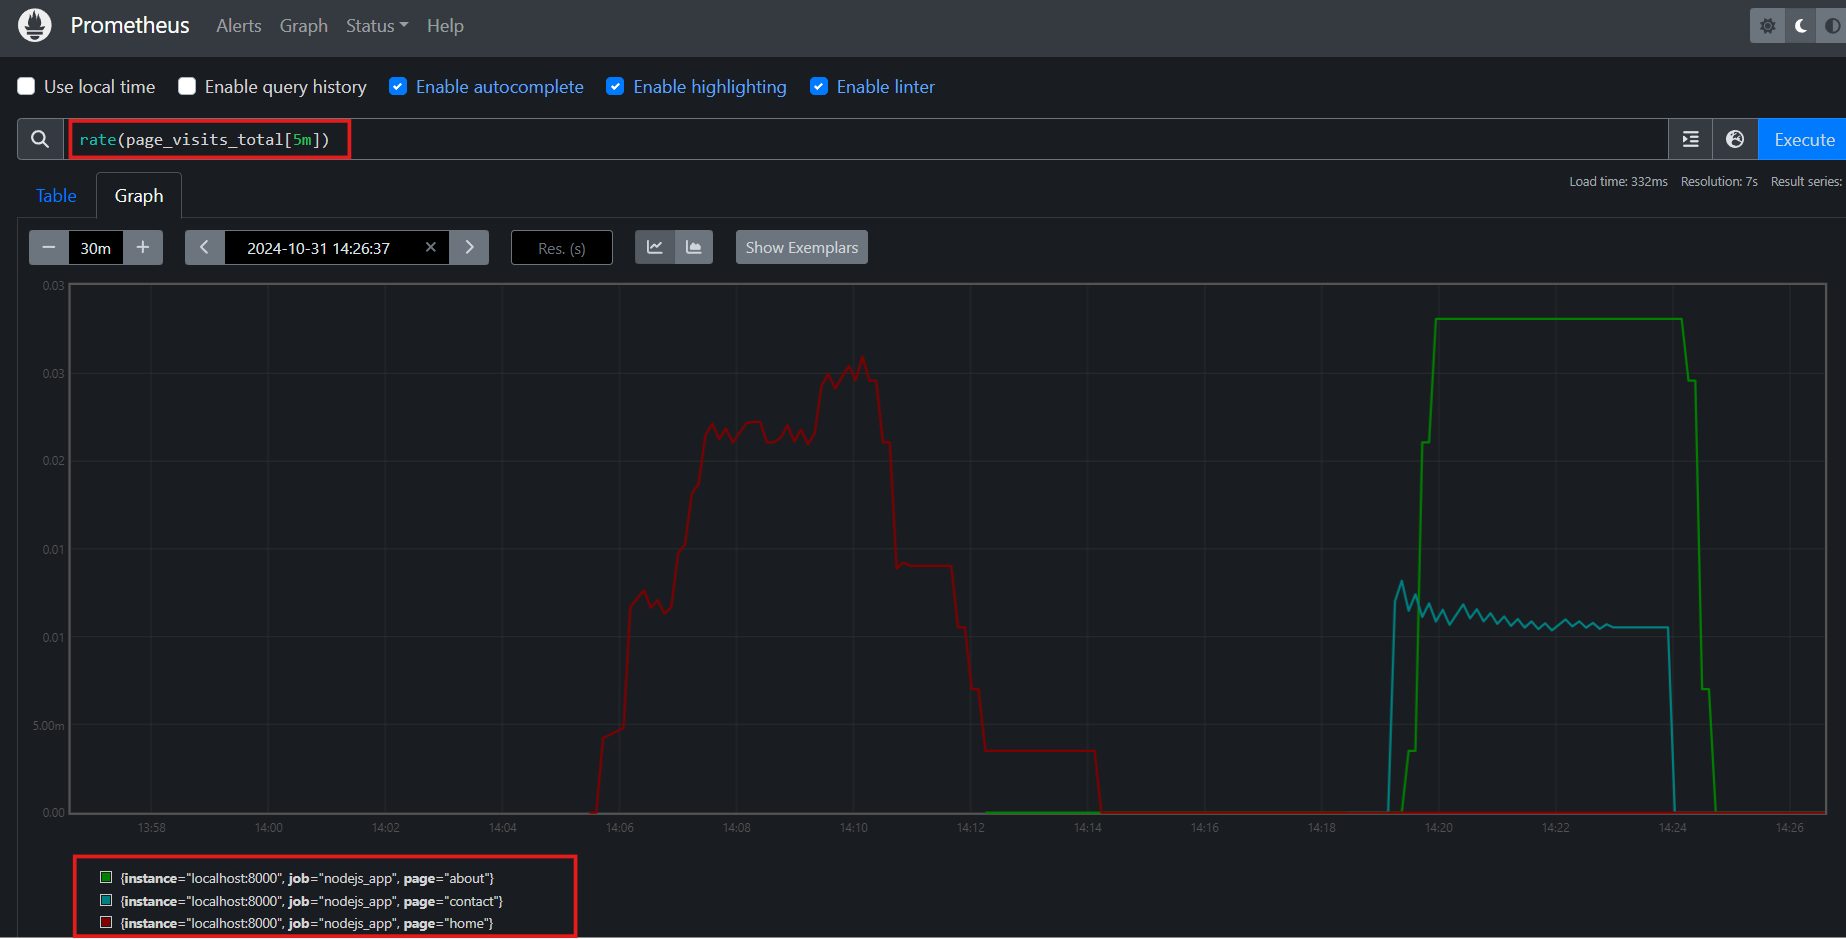 Prometheus Alerts Graph Status Help
Use local time Enable query history Enable autocomplete Enable highlighting Enable linter
rate(page_visits_total[5m]) Execute
Table Graph Load time: 332ms Resolution: 7s Result series:
− 30m + 2024-10-31 14:26:37 × Res. (s) Show Exemplars
0.03
0.03
0.02
0.01
0.01
5.00m
0.00
13:58 14:00 14:02 14:04 14:06 14:08 14:10 14:12 14:14 14:16 14:18 14:20 14:22 14:24 14:26
{instance="localhost:8000", job="nodejs_app", page="about"}
{instance="localhost:8000", job="nodejs_app", page="contact"}
{instance="localhost:8000", job="nodejs_app", page="home"}